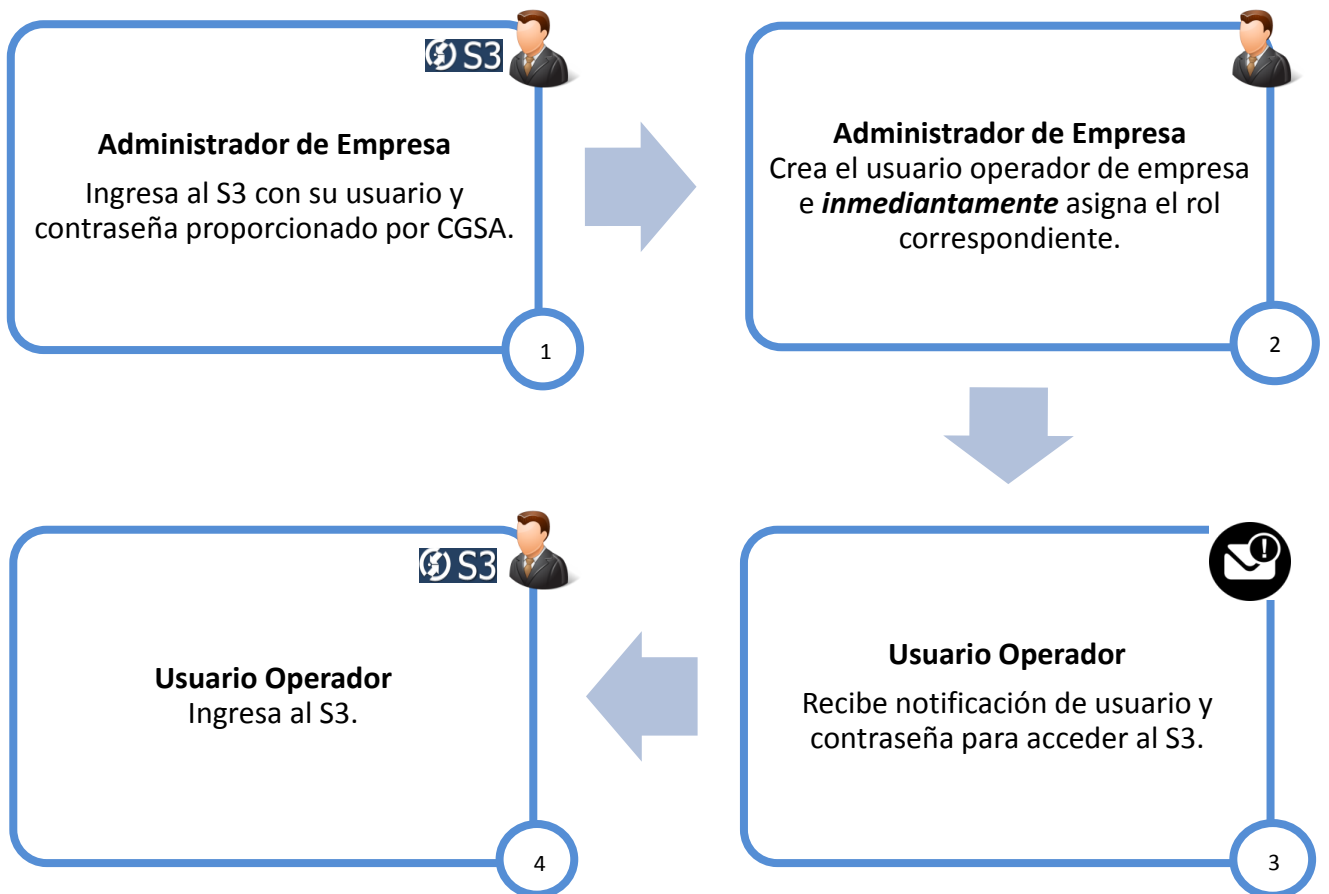 S3
Administrador de Empresa
Ingresa al S3 con su usuario y
contraseña proporcionado por CGSA.
1
Administrador de Empresa
Crea el usuario operador de empresa
e inmediantamente asigna el rol
correspondiente.
2
Usuario Operador
Recibe notificación de usuario y
contraseña para acceder al S3.
3
S3
Usuario Operador
Ingresa al S3.
4